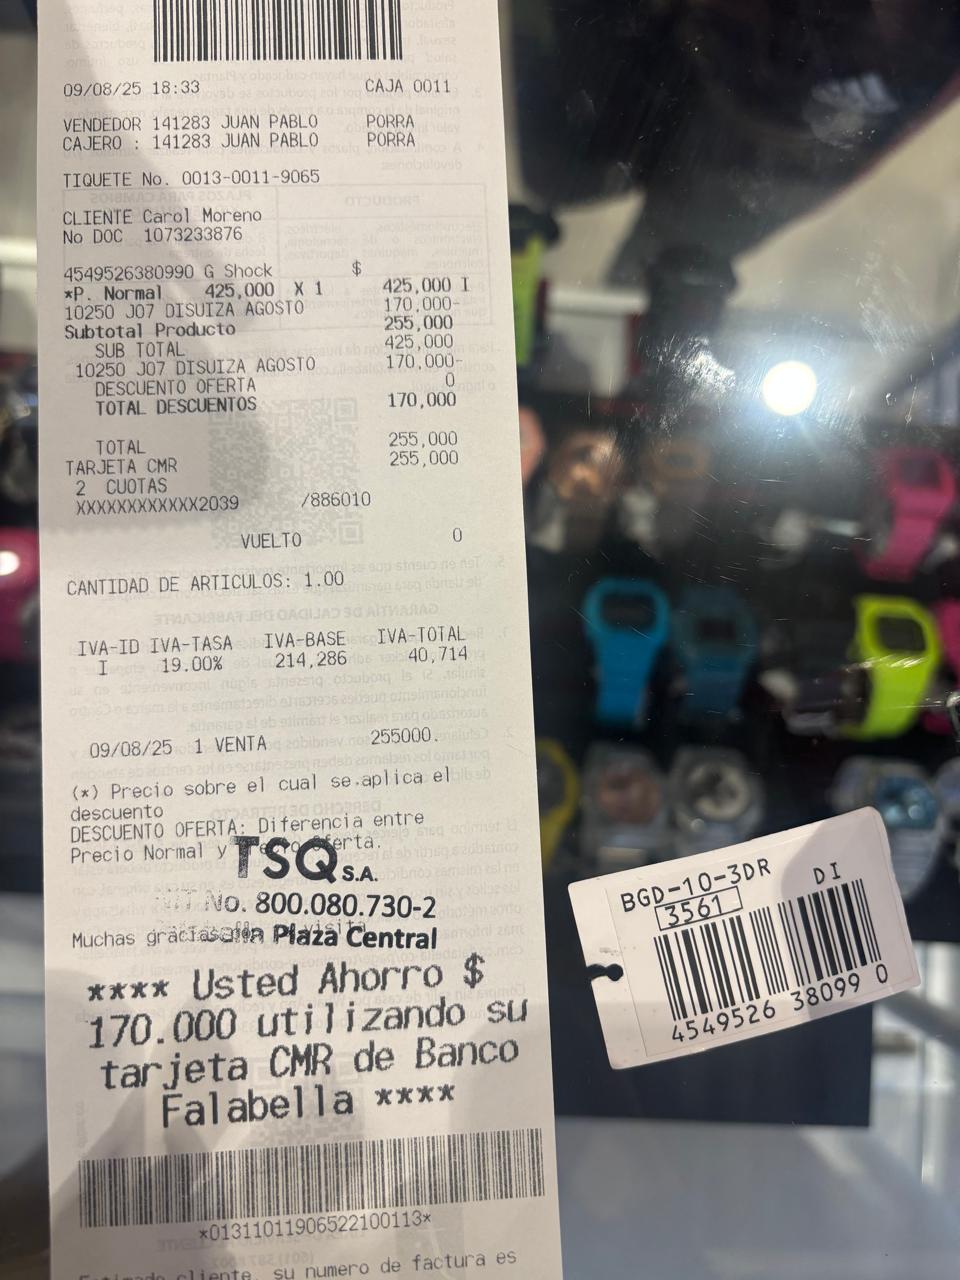 09/08/25 18:33 CAJA 0011
VENDEDOR 141283 JUAN PABLO PORRA
CAJERO : 141283 JUAN PABLO PORRA
TIQUETE No. 0013-0011-9065
CLIENTE Carol Moreno
No DOC 1073233876
4549526380990 G Shock $
*P. Normal 425,000 X 1 425,000 I
10250 J07 DISUIZA AGOSTO 170,000-
Subtotal Producto 255,000
SUB TOTAL 425,000
10250 J07 DISUIZA AGOSTO 170,000-
DESCUENTO OFERTA 0
TOTAL DESCUENTOS 170,000
TOTAL 255,000
TARJETA CMR 255,000
2 CUOTAS
XXXXXXXXXXXX2039 /886010
VUELTO 0
CANTIDAD DE ARTICULOS: 1.00
IVA-ID IVA-TASA IVA-BASE IVA-TOTAL
I 19.00% 214,286 40,714
09/08/25 1 VENTA 255000.
(*) Precio sobre el cual se.aplica el
descuento
DESCUENTO OFERTA: Diferencia entre
Precio Normal y Oferta.
TSQ S.A.
NIT No. 800.080.730-2
Muchas gracias visita
Plaza Central
**** Usted Ahorro $
170.000 utilizando su
tarjeta CMR de Banco
Falabella ****
*01311011906522100113*
cliente, su numero de factura es
BGD-10-3DR DI
3561
4549526 38099 0